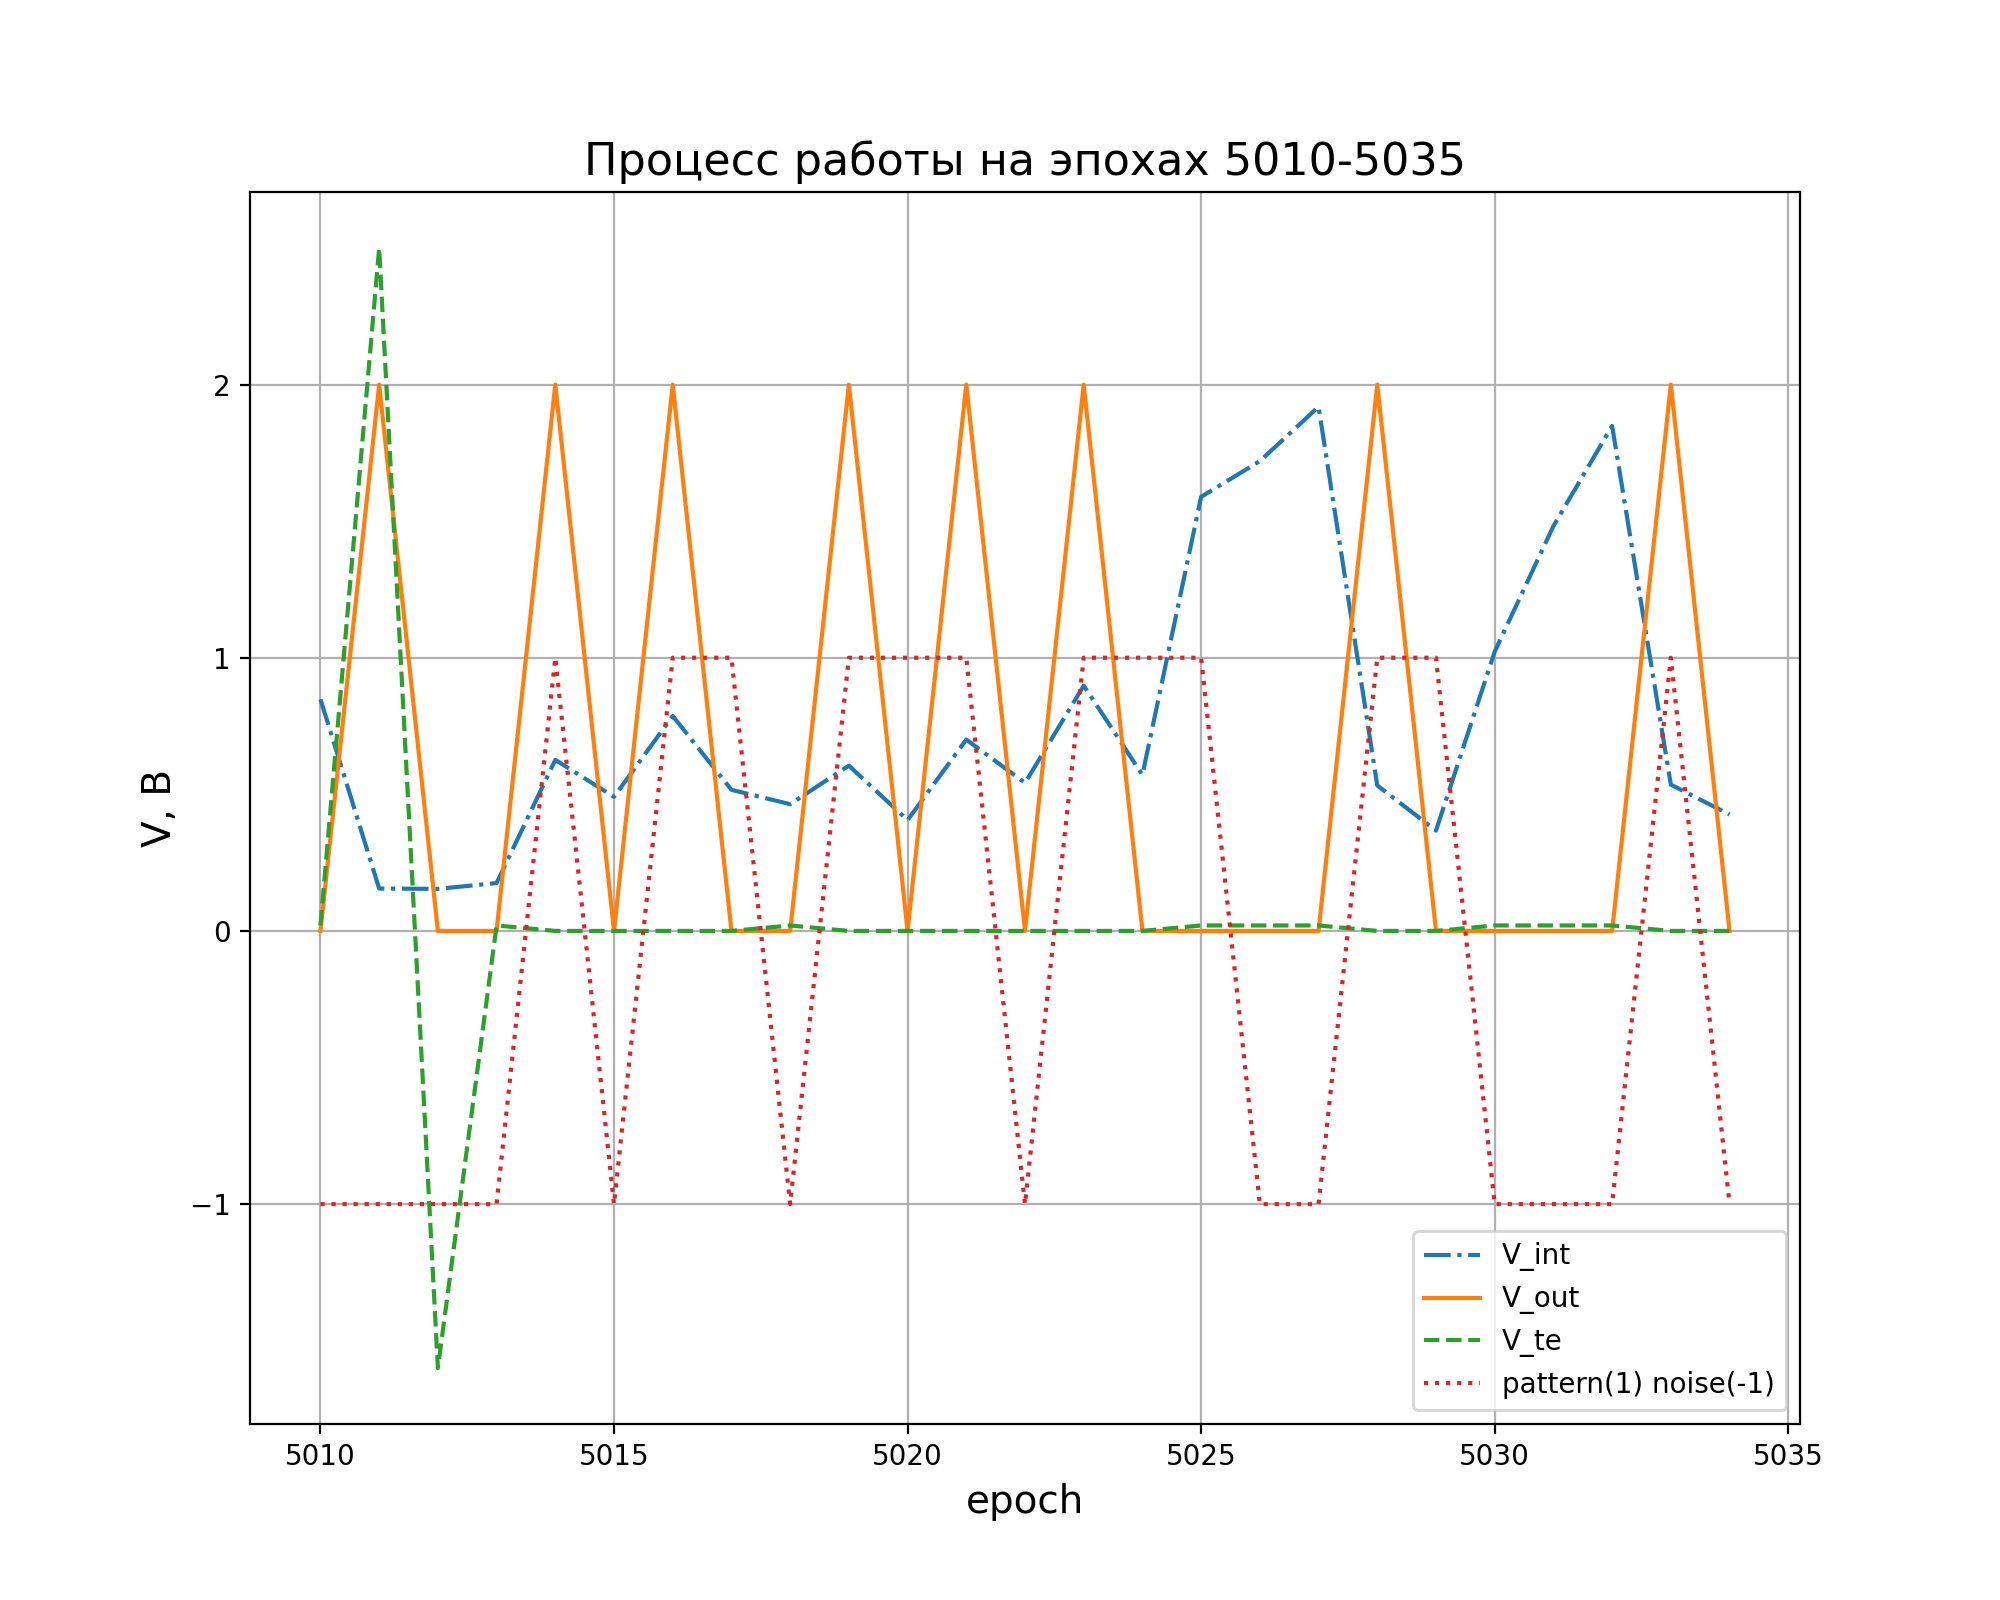 Процесс работы на эпохах 5010-5035
V, В
2
1
0
−1
5010 5015 5020 5025 5030 5035
epoch
V_int
V_out
V_te
pattern(1) noise(-1)